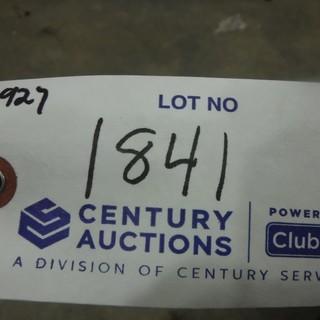 927
LOT NO
1841
CENTURY
AUCTIONS
POWER
Club
A DIVISION OF CENTURY SERV